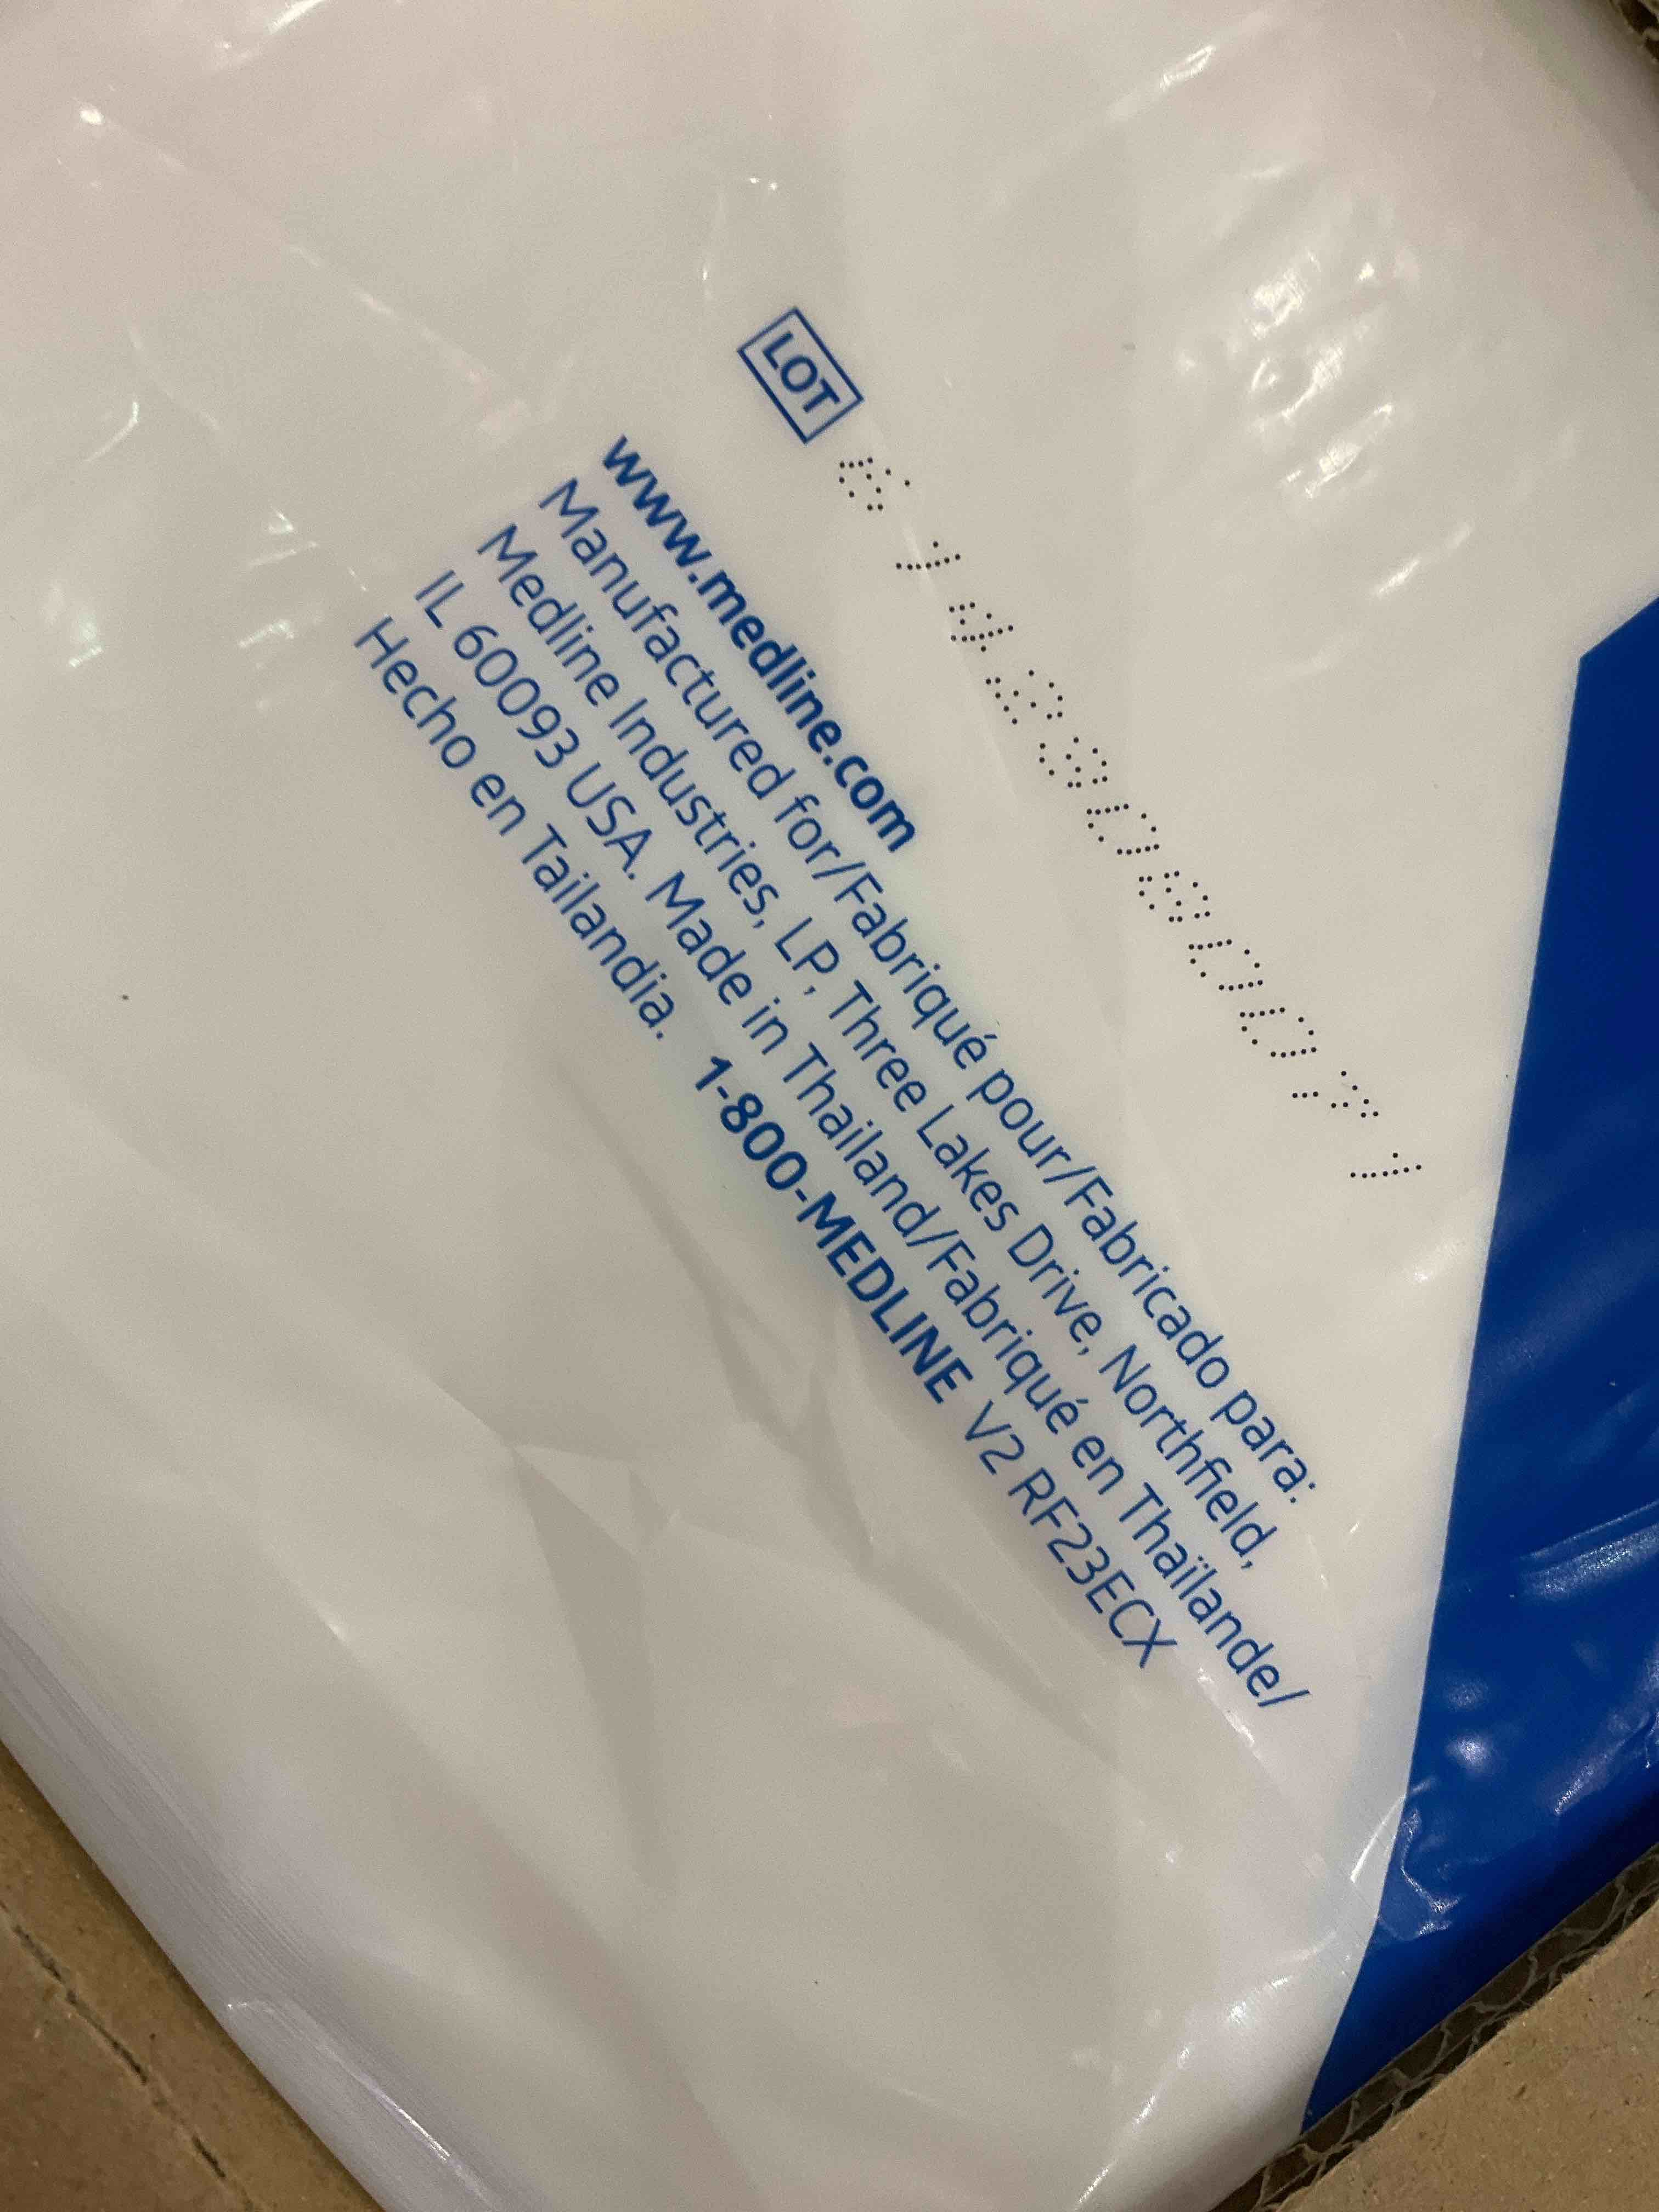 LOT
www.medline.com
Manufactured for/Fabriqué pour/Fabricado para:
Medline Industries, LP, Three Lakes Drive, Northfield,
IL 60093 USA. Made in Thailand/Fabriqué en Thaïlande/
Hecho en Tailandia. 1-800-MEDLINE V2 RF23ECX